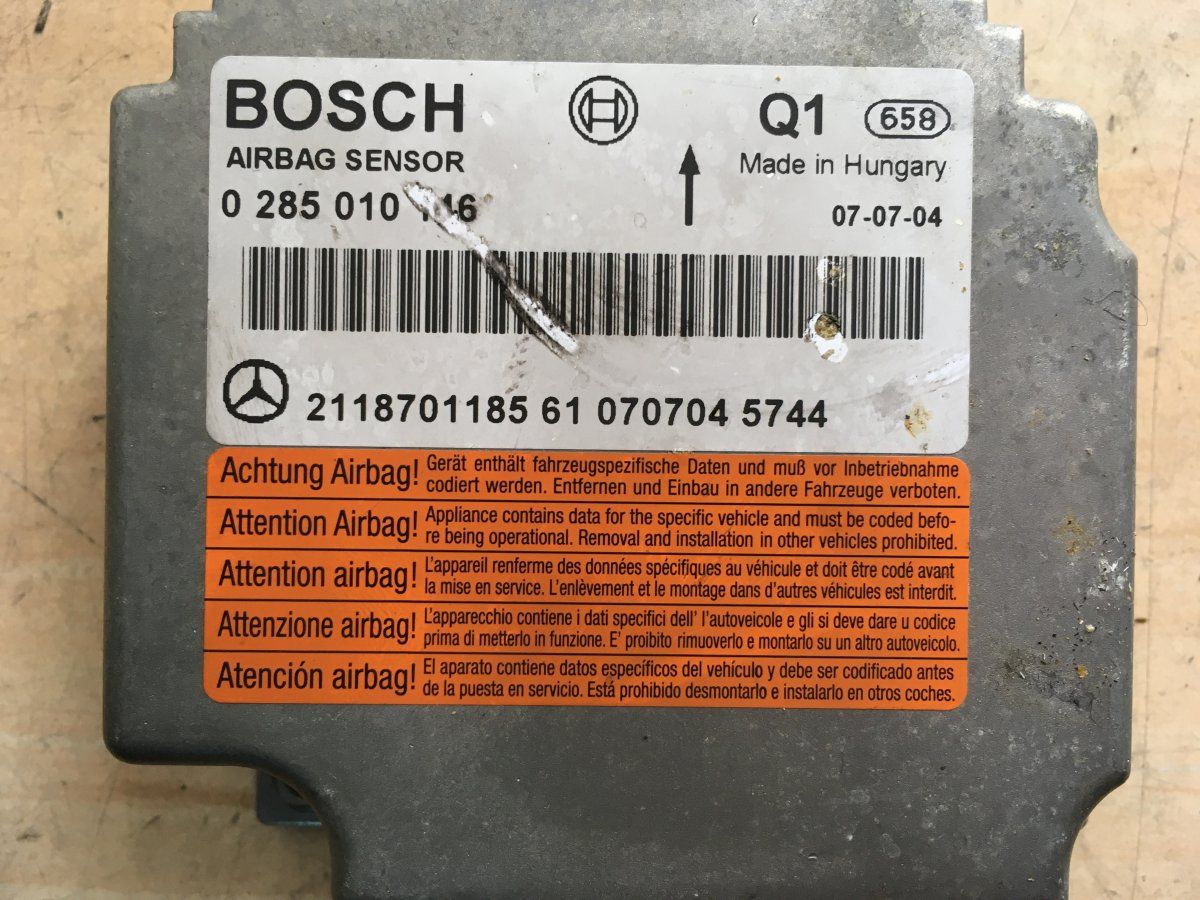 BOSCH
Q1 658
AIRBAG SENSOR
Made in Hungary
0 285 010
07-07-04
2118701185 61 070704 5744
Achtung Airbag! Gerät enthält fahrzeugspezifische Daten und muß vor Inbetriebnahme
codiert werden. Entfernen und Einbau in andere Fahrzeuge verboten.
Attention Airbag! Appliance contains data for the specific vehicle and must be coded befo-
re being operational. Removal and installation in other vehicles prohibited.
Attention airbag! L'appareil renferme des données spécifiques au véhicule et doit être codé avant
la mise en service. L'enlèvement et le montage dans d'autres véhicules est interdit.
Attenzione airbag! L'apparecchio contiene i dati specifici dell' l'autoveicole e gli si deve dare u codice
prima di metterlo in funzione. E' proibito rimuoverlo e montarlo su un altro autoveicolo.
Atención airbag! El aparato contiene datos específicos del vehículo y debe ser codificado antes
de la puesta en servicio. Está prohibido desmontarlo e instalarlo en otros coches.